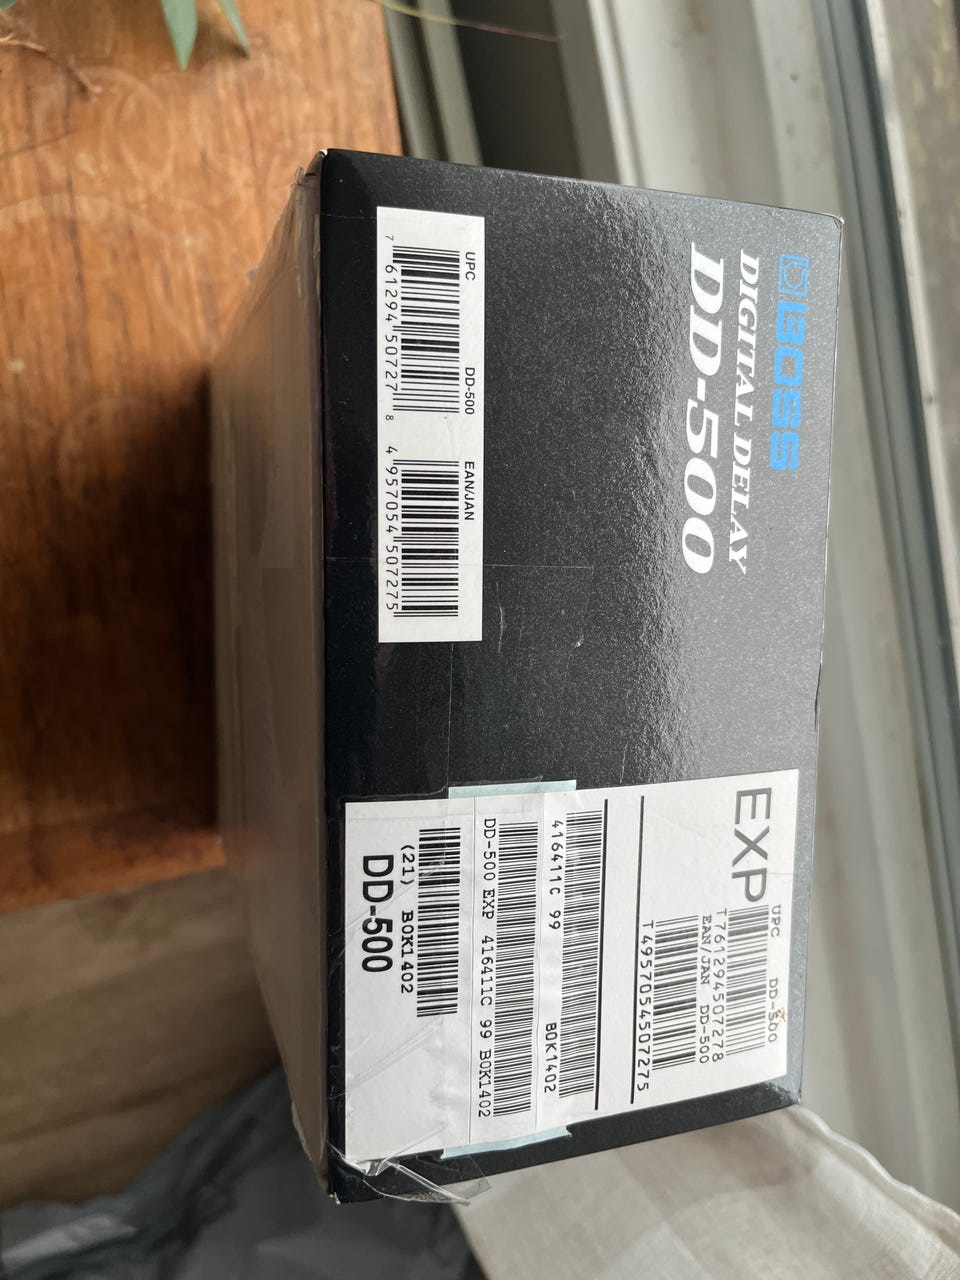 BOSS
DIGITAL DELAY
DD-500
UPC DD-500
7 61294 50727 8
EAN/JAN
4 957054 507275
EXP
UPC DD-500
T761294507278
EAN/JAN DD-500
T4957054507275
416411C 99 B0K1402
DD-500 EXP 416411C 99 B0K1402
(21) B0K1402
DD-500